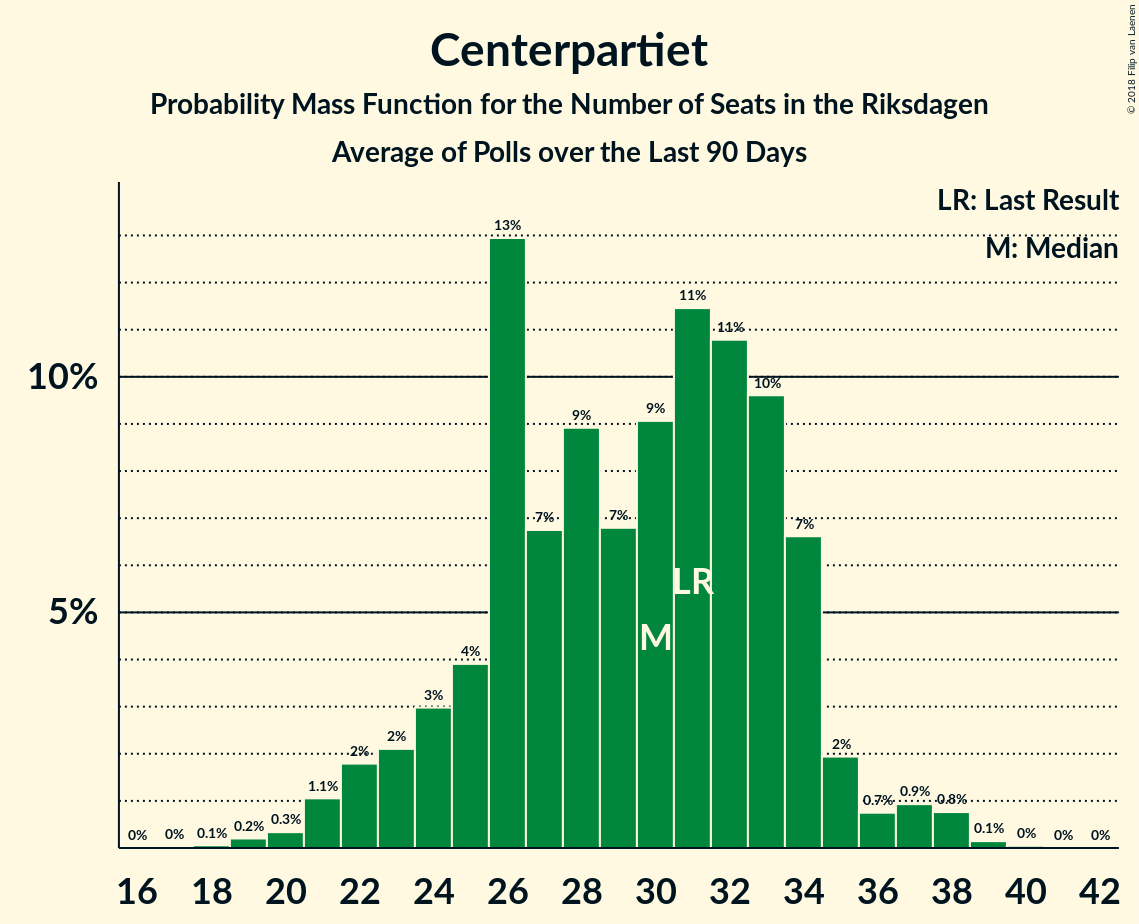 Centerpartiet
Probability Mass Function for the Number of Seats in the Riksdagen
Average of Polls over the Last 90 Days
© 2018 Filip van Laenen
LR: Last Result
M: Median
10%
5%
0% 0% 0.1% 0.2% 0.3% 1.1% 2% 2% 3% 4% 13% 7% 9% 7% 9% 11% 11% 10% 7% 2% 0.7% 0.9% 0.8% 0.1% 0% 0% 0%
LR
M
16 18 20 22 24 26 28 30 32 34 36 38 40 42